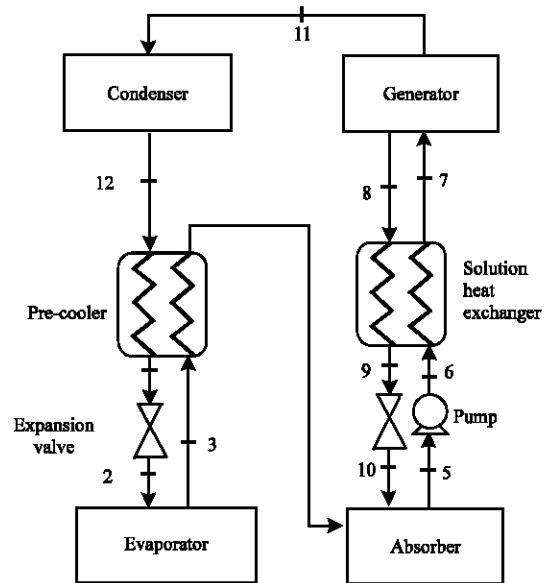 11
Condenser
Generator
12
8
7
Pre-cooler
Solution
heat
exchanger
9
6
Expansion
valve
3
Pump
2
10
5
Evaporator
Absorber